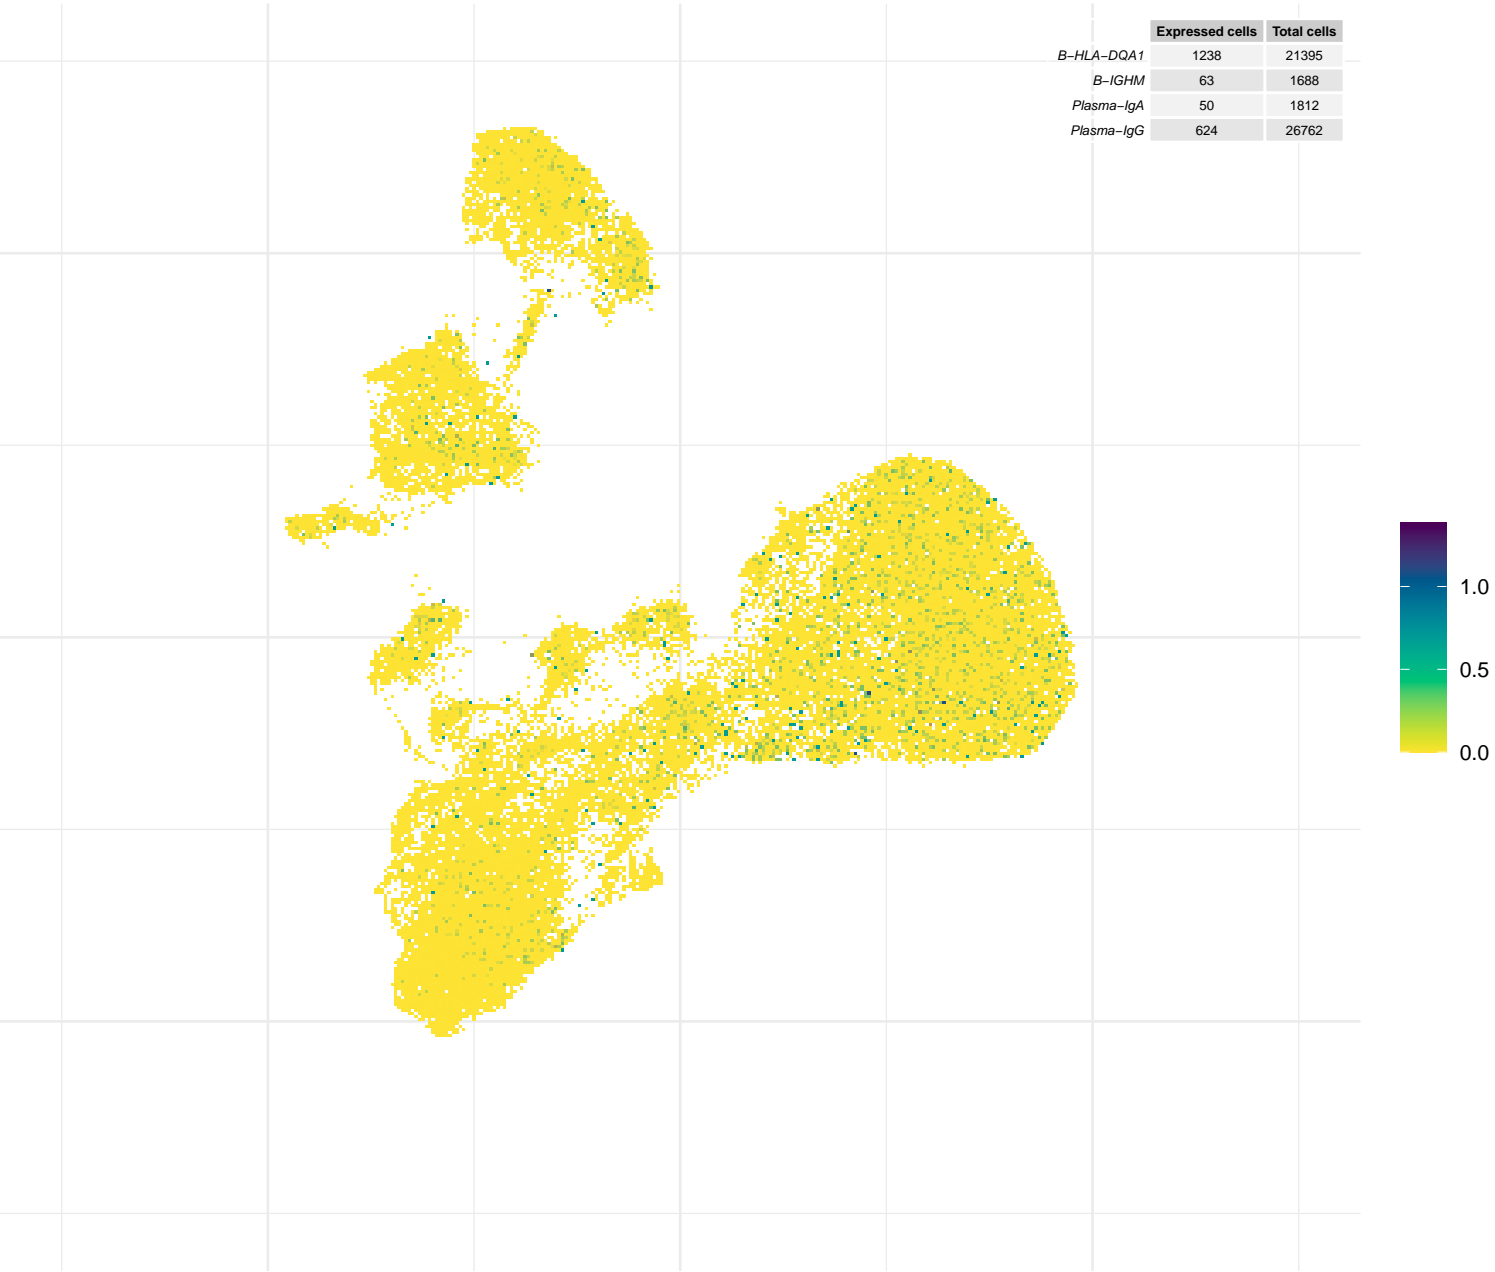 Expressed cells Total cells
B−HLA−DQA1 1238 21395
B−IGHM 63 1688
Plasma−IgA 50 1812
Plasma−IgG 624 26762
1.0
0.5
0.0